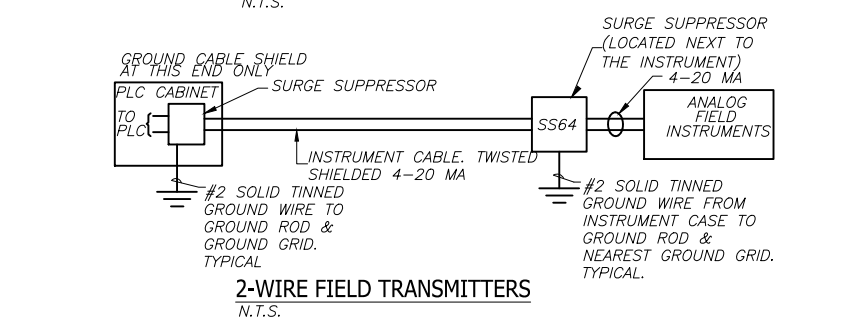 N.T.S.
GROUND CABLE SHIELD
AT THIS END ONLY
PLC CABINET
SURGE SUPPRESSOR
TO
PLC
INSTRUMENT CABLE. TWISTED
SHIELDED 4-20 MA
#2 SOLID TINNED
GROUND WIRE TO
GROUND ROD &
GROUND GRID.
TYPICAL
SURGE SUPPRESSOR
(LOCATED NEXT TO
THE INSTRUMENT)
4-20 MA
SS64
ANALOG
FIELD
INSTRUMENTS
#2 SOLID TINNED
GROUND WIRE FROM
INSTRUMENT CASE TO
GROUND ROD &
NEAREST GROUND GRID.
TYPICAL.
2-WIRE FIELD TRANSMITTERS
N.T.S.